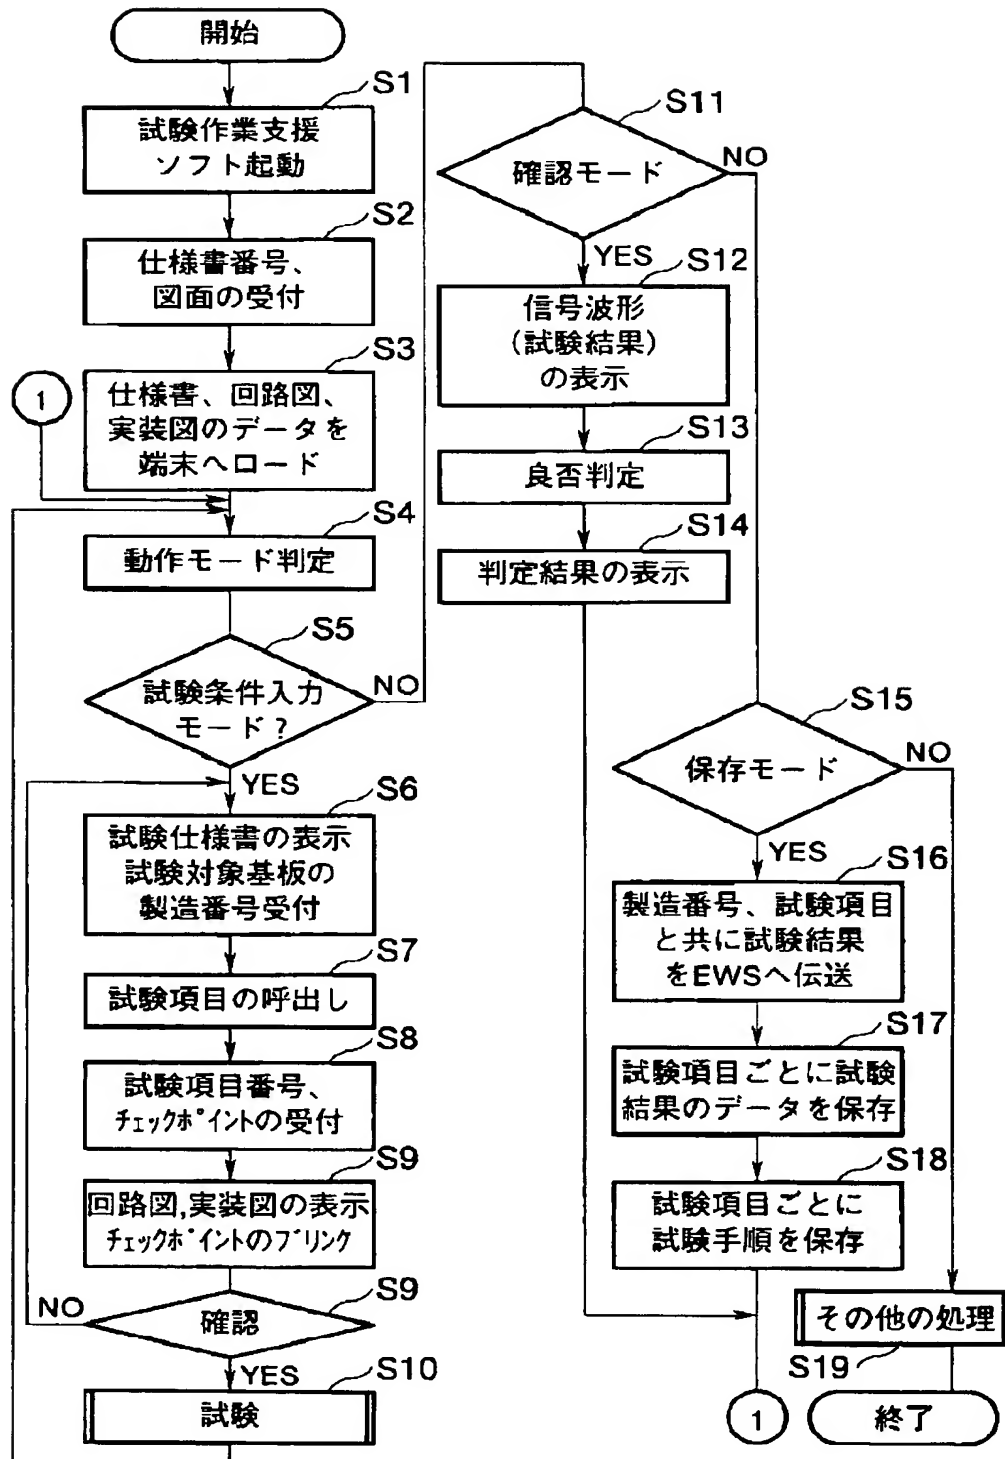 開始
S1
試験作業支援
ソフト起動
S2
仕様書番号、
図面の受付
S3
1
仕様書、回路図、
実装図のデータを
端末へロード
S4
動作モード判定
S5
試験条件入力
モード?
NO
YES
S6
試験仕様書の表示
試験対象基板の
製造番号受付
S7
試験項目の呼出し
S8
試験項目番号、
チェックポイントの受付
S9
回路図,実装図の表示
チェックポイントのブリンク
S9
NO
確認
YES
S10
試験
S11
確認モード
NO
YES
S12
信号波形
(試験結果)
の表示
S13
良否判定
S14
判定結果の表示
S15
保存モード
NO
YES
S16
製造番号、試験項目
と共に試験結果
をEWSへ伝送
S17
試験項目ごとに試験
結果のデータを保存
S18
試験項目ごとに
試験手順を保存
その他の処理
S19
1
終了